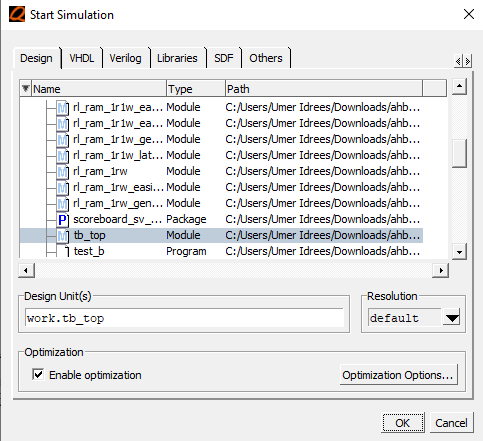 Start Simulation
Design VHDL Verilog Libraries SDF Others
Name Type Path
rl_ram_1r1w_ea... Module C:/Users/Umer Idrees/Downloads/ahb...
rl_ram_1r1w_ea... Module C:/Users/Umer Idrees/Downloads/ahb...
rl_ram_1r1w_ge... Module C:/Users/Umer Idrees/Downloads/ahb...
rl_ram_1r1w_lat... Module C:/Users/Umer Idrees/Downloads/ahb...
rl_ram_1rw Module C:/Users/Umer Idrees/Downloads/ahb...
rl_ram_1rw_easi... Module C:/Users/Umer Idrees/Downloads/ahb...
rl_ram_1rw_gen... Module C:/Users/Umer Idrees/Downloads/ahb...
P scoreboard_sv_... Package C:/Users/Umer Idrees/Downloads/ahb...
M tb_top Module C:/Users/Umer Idrees/Downloads/ahb...
test_b Program C:/Users/Umer Idrees/Downloads/ahb...
Design Unit(s) Resolution
work.tb_top default
Optimization
Enable optimization Optimization Options...
OK Cancel